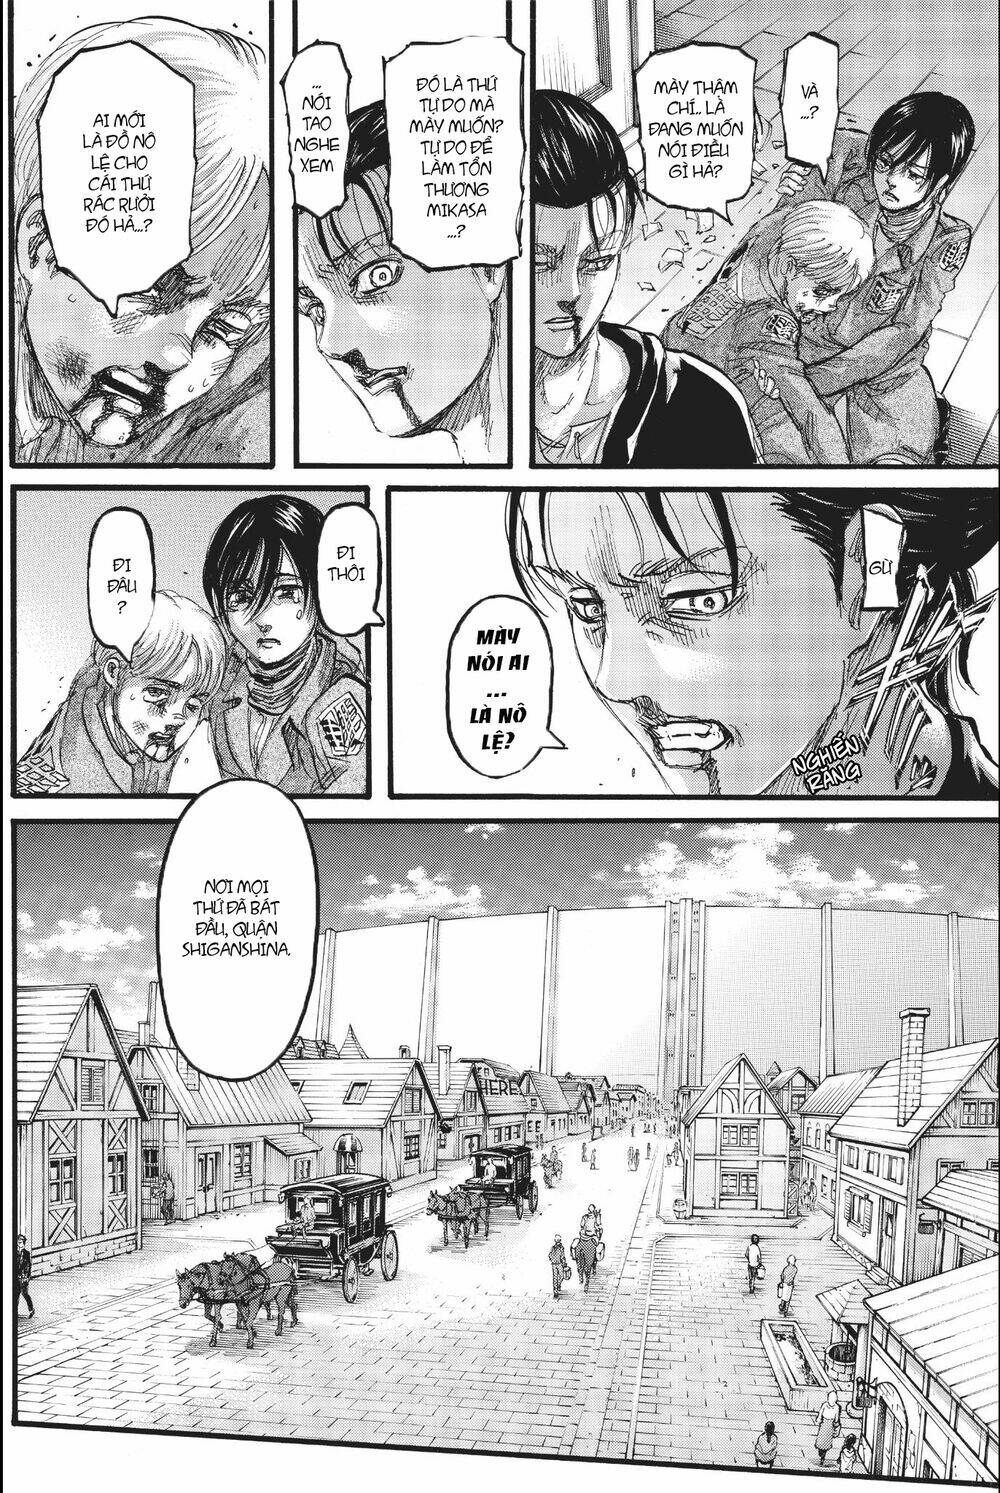 VÀ
...?
MÀY THẬM
CHÍ.. LÀ
ĐANG MUỐN
NÓI ĐIỀU
GÌ HẢ?
ĐÓ LÀ THỨ
TỰ DO MÀ
MÀY MUỐN?
TỰ DO ĐỂ
LÀM TỔN
THƯƠNG
MIKASA
...?
...
NÓI
TAO
NGHE
XEM
AI MỚI
LÀ ĐỒ NÔ
LỆ CHO
CÁI THỨ
RÁC RƯỞI
ĐÓ HẢ...?
GỪ
NGHIẾN
RĂNG
MÀY
NÓI AI
...
LÀ NÔ
LỆ?
ĐI
THÔI
ĐI
ĐÂU
?
NƠI MỌI
THỨ ĐÃ BẮT
ĐẦU, QUẬN
SHIGANSHINA.
HERE